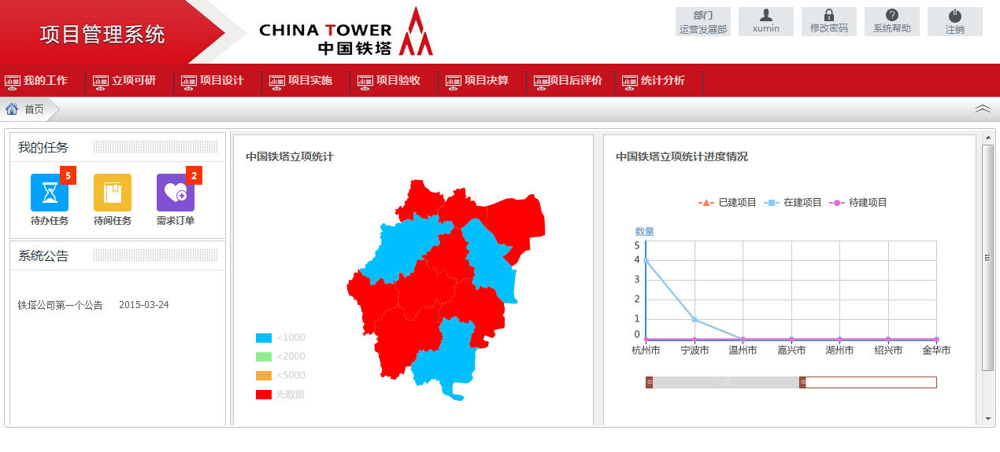 项目管理系统
CHINA TOWER
中国铁塔
部门
运营发展部
xumin
修改密码
系统帮助
注销
我的工作
立项可研
项目设计
项目实施
项目验收
项目决算
项目后评价
统计分析
首页
我的任务
5
2
待办任务
待阅任务
需求订单
系统公告
铁塔公司第一个公告 2015-03-24
中国铁塔立项统计
<1000
<2000
<5000
无数据
中国铁塔立项统计进度情况
已建项目 在建项目 待建项目
数量
5
4
3
2
1
0
杭州市 宁波市 温州市 嘉兴市 湖州市 绍兴市 金华市